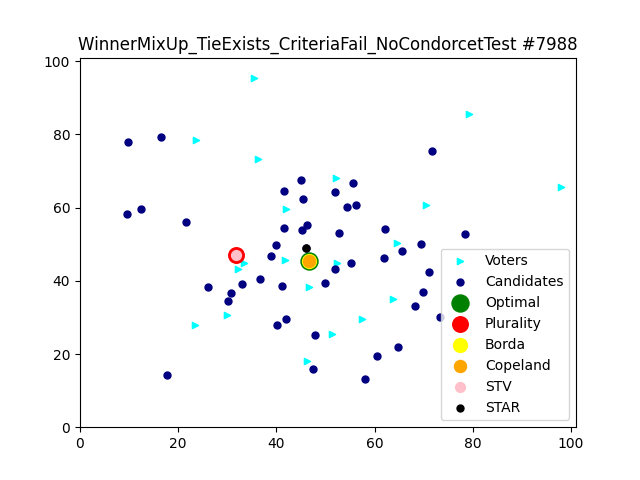 WinnerMixUp_TieExists_CriteriaFail_NoCondorcetTest #7988
100
80
60
40
20
0
Voters
Candidates
Optimal
Plurality
Borda
Copeland
STV
STAR
0 20 40 60 80 100